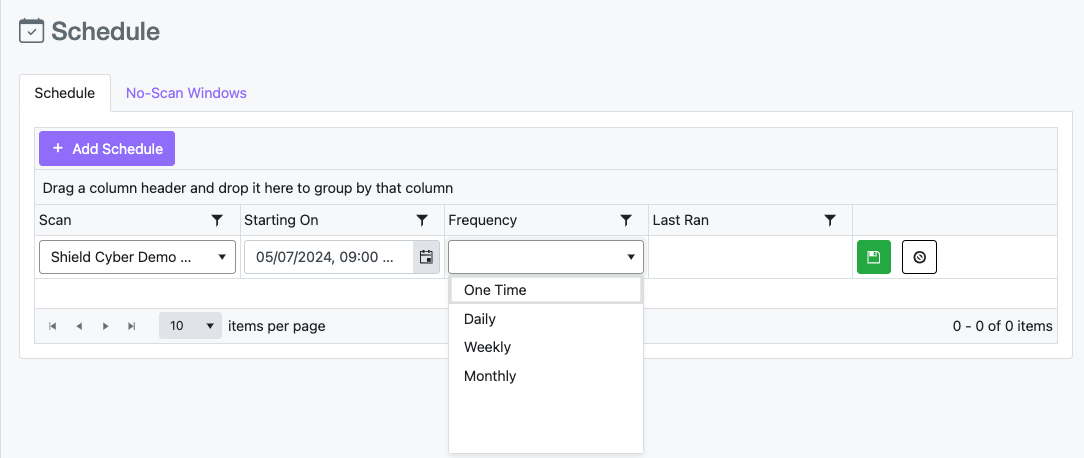 Schedule
Schedule No-Scan Windows
+ Add Schedule
Drag a column header and drop it here to group by that column
Scan Starting On Frequency Last Ran
Shield Cyber Demo ... 05/07/2024, 09:00 ...
One Time
Daily
Weekly
Monthly
10 items per page 0 - 0 of 0 items